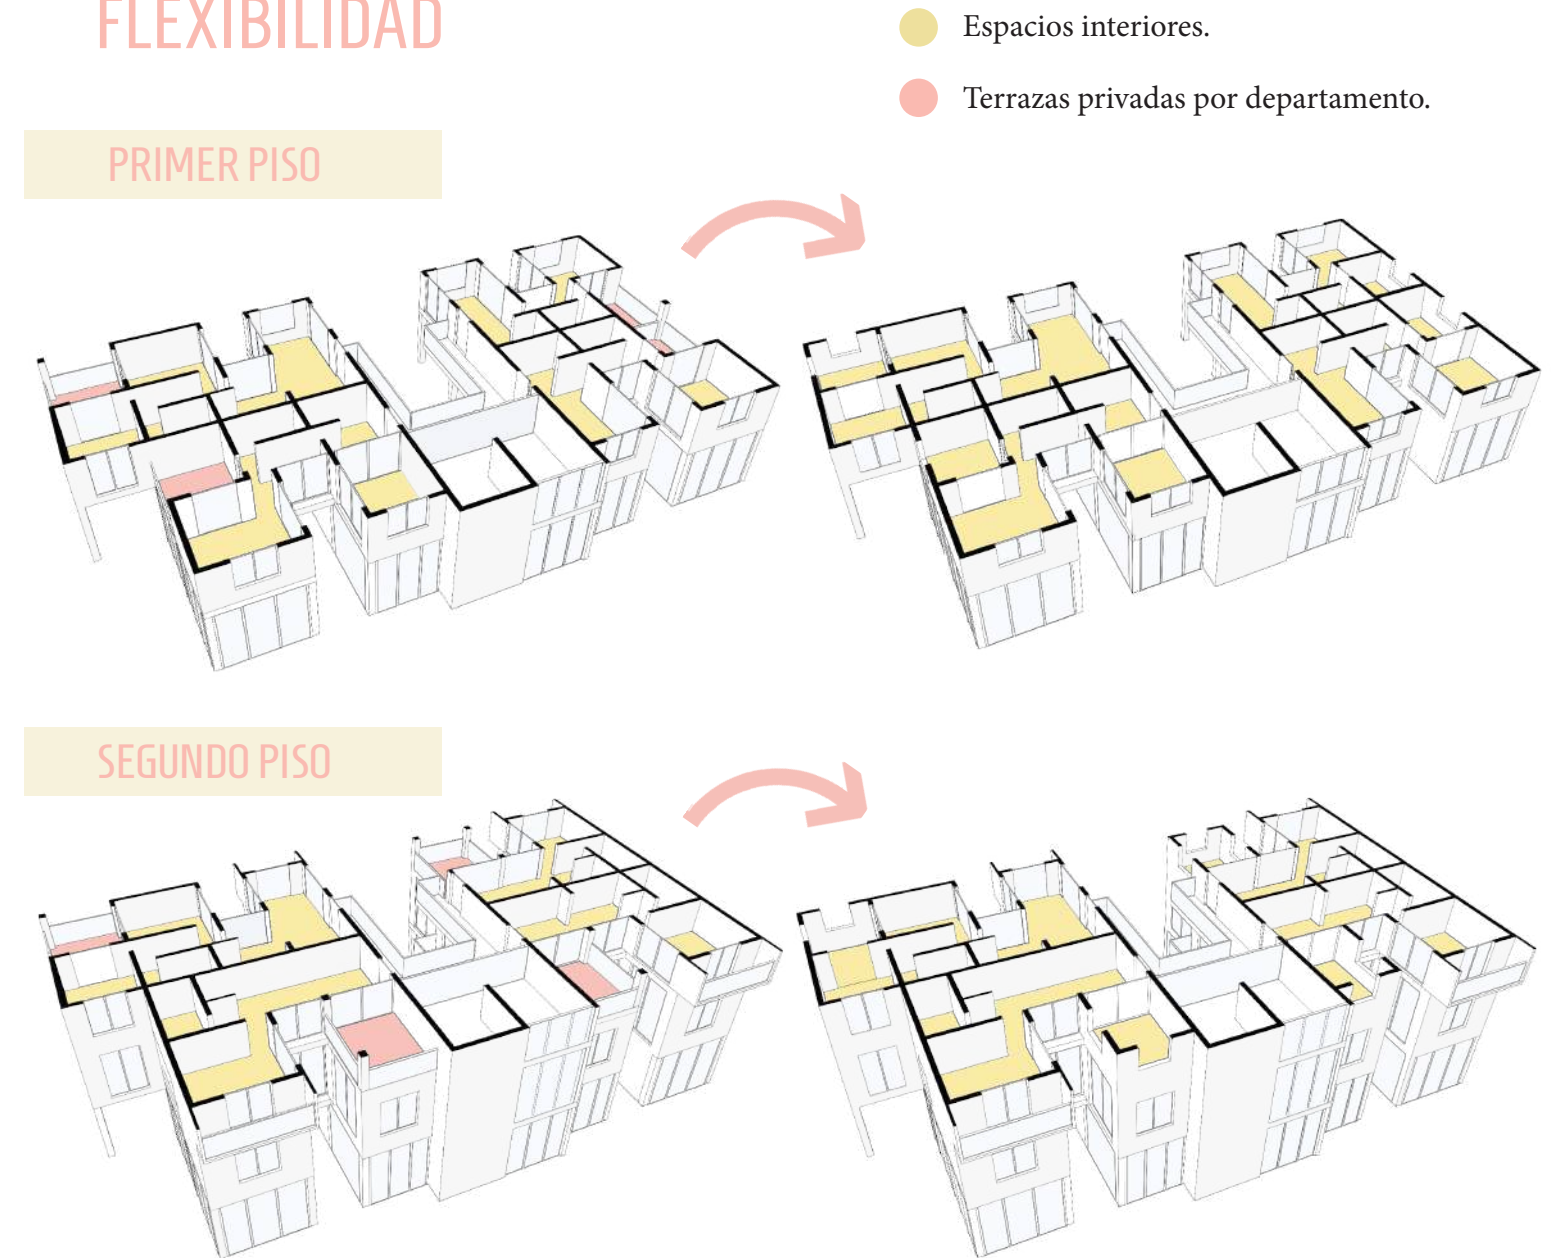 FLEXIBILIDAD
Espacios interiores.
Terrazas privadas por departamento.
PRIMER PISO
SEGUNDO PISO